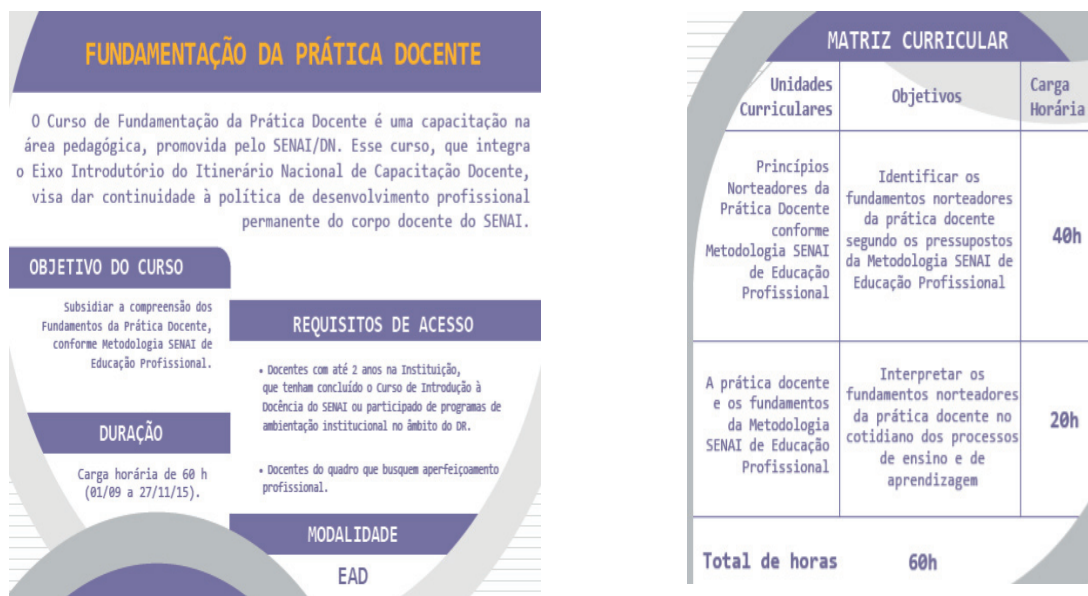 FUNDAMENTAÇÃO DA PRÁTICA DOCENTE
O Curso de Fundamentação da Prática Docente é uma capacitação na
área pedagógica, promovida pelo SENAI/DN. Esse curso, que integra
o Eixo Introdutório do Itinerário Nacional de Capacitação Docente,
visa dar continuidade à política de desenvolvimento profissional
permanente do corpo docente do SENAI.
OBJETIVO DO CURSO
Subsidiar a compreensão dos
Fundamentos da Prática Docente,
conforme Metodologia SENAI de
Educação Profissional.
DURAÇÃO
Carga horária de 60 h
(01/09 a 27/11/15).
REQUISITOS DE ACESSO
• Docentes com até 2 anos na Instituição,
que tenham concluído o Curso de Introdução à
Docência do SENAI ou participado de programas de
ambientação institucional no âmbito do DR.
• Docentes do quadro que busquem aperfeiçoamento
profissional.
MODALIDADE
EAD
MATRIZ CURRICULAR
Unidades
Curriculares
Objetivos
Carga
Horária
Princípios
Norteadores da
Prática Docente
conforme
Metodologia SENAI
de Educação
Profissional
Identificar os
fundamentos norteadores
da prática docente
segundo os pressupostos
da Metodologia SENAI de
Educação Profissional
40h
A prática docente
e os fundamentos
da Metodologia
SENAI de Educação
Profissional
Interpretar os
fundamentos norteadores
da prática docente no
cotidiano dos processos
de ensino e de
aprendizagem
20h
Total de horas 60h